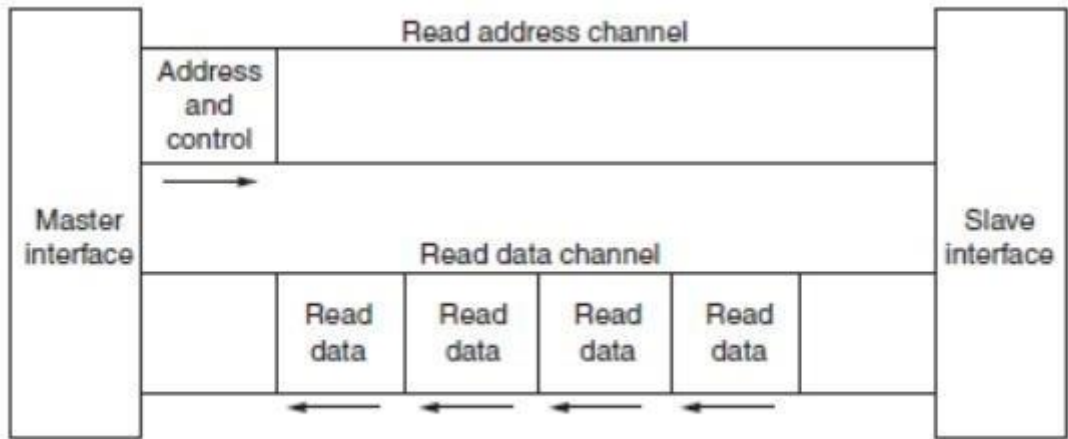 Read address channel
Address
and
control
Master
interface
Slave
interface
Read data channel
Read
data
Read
data
Read
data
Read
data